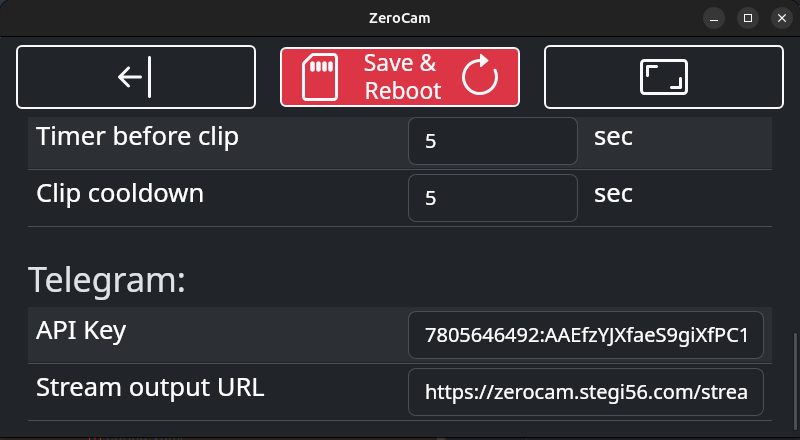 ZeroCam
Save &
Reboot
Timer before clip 5 sec
Clip cooldown 5 sec
Telegram:
API Key 7805646492:AAEfzYJXfaeS9giXfPC1
Stream output URL https://zerocam.stegi56.com/strea